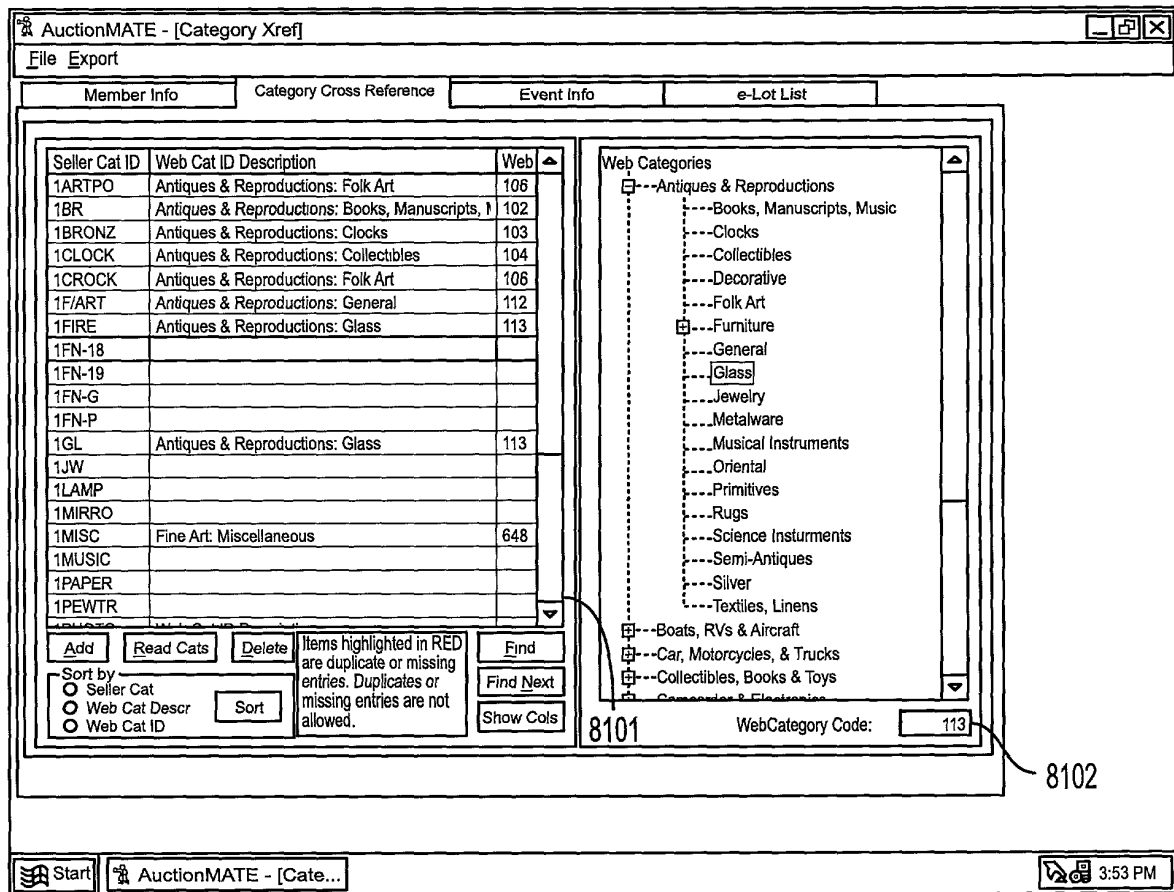 AuctionMATE - [Category Xref]
File Export
Member Info Category Cross Reference Event Info e-Lot List
Seller Cat ID Web Cat ID Description Web
1ARTPO Antiques & Reproductions: Folk Art 106
1BR Antiques & Reproductions: Books, Manuscripts, 102
1BRONZ Antiques & Reproductions: Clocks 103
1CLOCK Antiques & Reproductions: Collectibles 104
1CROCK Antiques & Reproductions: Folk Art 106
1F/ART Antiques & Reproductions: General 112
1FIRE Antiques & Reproductions: Glass 113
1FN-18
1FN-19
1FN-G
1FN-P
1GL Antiques & Reproductions: Glass 113
1JW
1LAMP
1MIRRO
1MISC Fine Art: Miscellaneous 648
1MUSIC
1PAPER
1PEWTR
Add Read Cats Delete
Sort by
Seller Cat
Web Cat Descr
Web Cat ID
Sort
Items highlighted in RED
are duplicate or missing
entries. Duplicates or
missing entries are not
allowed.
Find
Find Next
Show Cols
Web Categories
Antiques & Reproductions
Books, Manuscripts, Music
Clocks
Collectibles
Decorative
Folk Art
Furniture
General
Glass
Jewelry
Metalware
Musical Instruments
Oriental
Primitives
Rugs
Science Insturments
Semi-Antiques
Silver
Textiles, Linens
Boats, RVs & Aircraft
Car, Motorcycles, & Trucks
Collectibles, Books & Toys
WebCategory Code: 113
8101
8102
Start AuctionMATE - [Cate... 3:53 PM